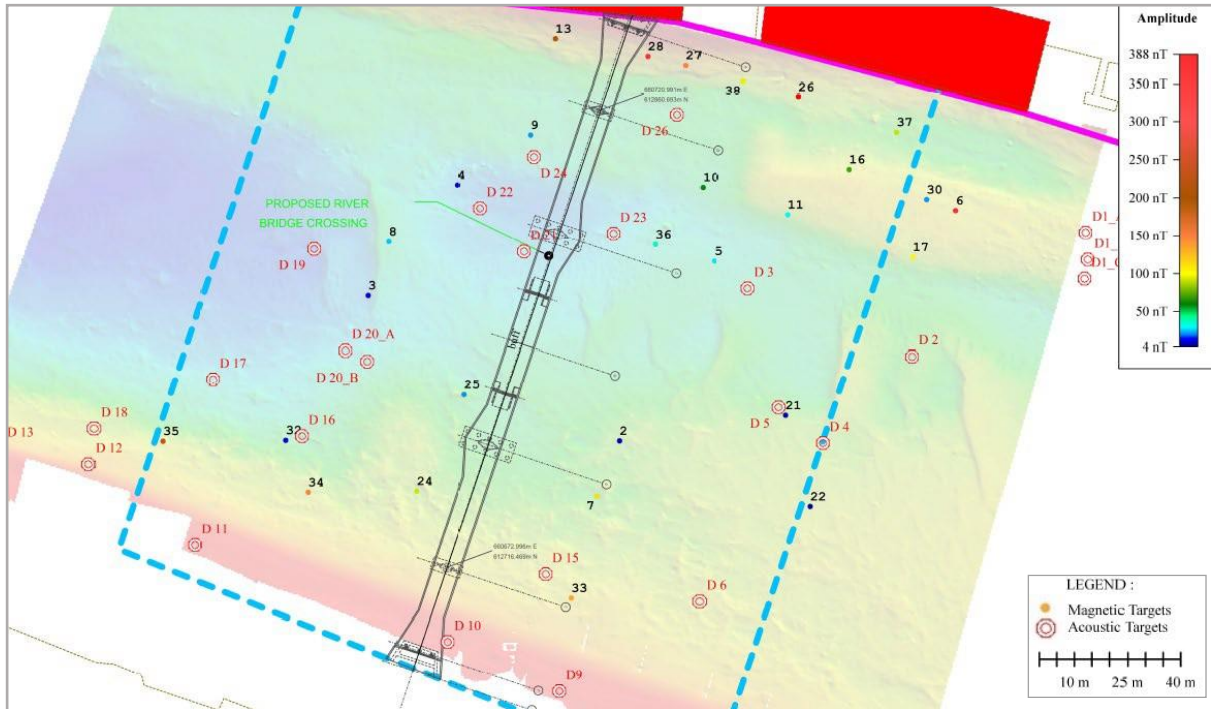 Amplitude
388 nT
300 nT
250 nT
200 nT
150 nT
100 nT
50 nT
4 nT
13
28
27
38
26
37
680720.991m E
D 26
9
D 24
16
10
30
6
4
D 22
PROPOSED RIVER
BRIDGE CROSSING
D 23
36
11
5
17
8
D 19
D 3
3
D 20_A
D 20_B
D 2
D 17
25
D 18
D 16
D 13
D 12
35
32
2
21
D 5
D 4
34
24
7
22
D 11
D 15
33
D 6
D 10
D9
LEGEND :
Magnetic Targets
Acoustic Targets
10 m
25 m
40 m